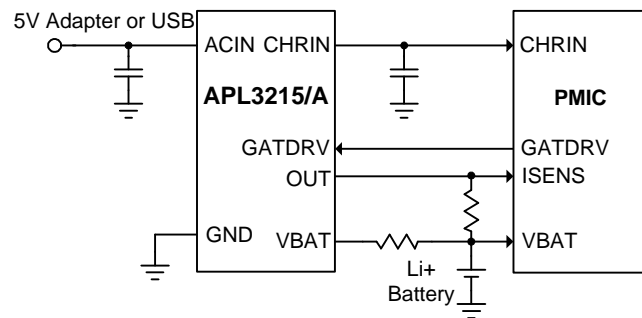 5V Adapter or USB
ACIN CHRIN
CHRIN
APL3215/A
PMIC
GATDRV
GATDRV
OUT
ISENS
GND
VBAT
VBAT
Li+
Battery